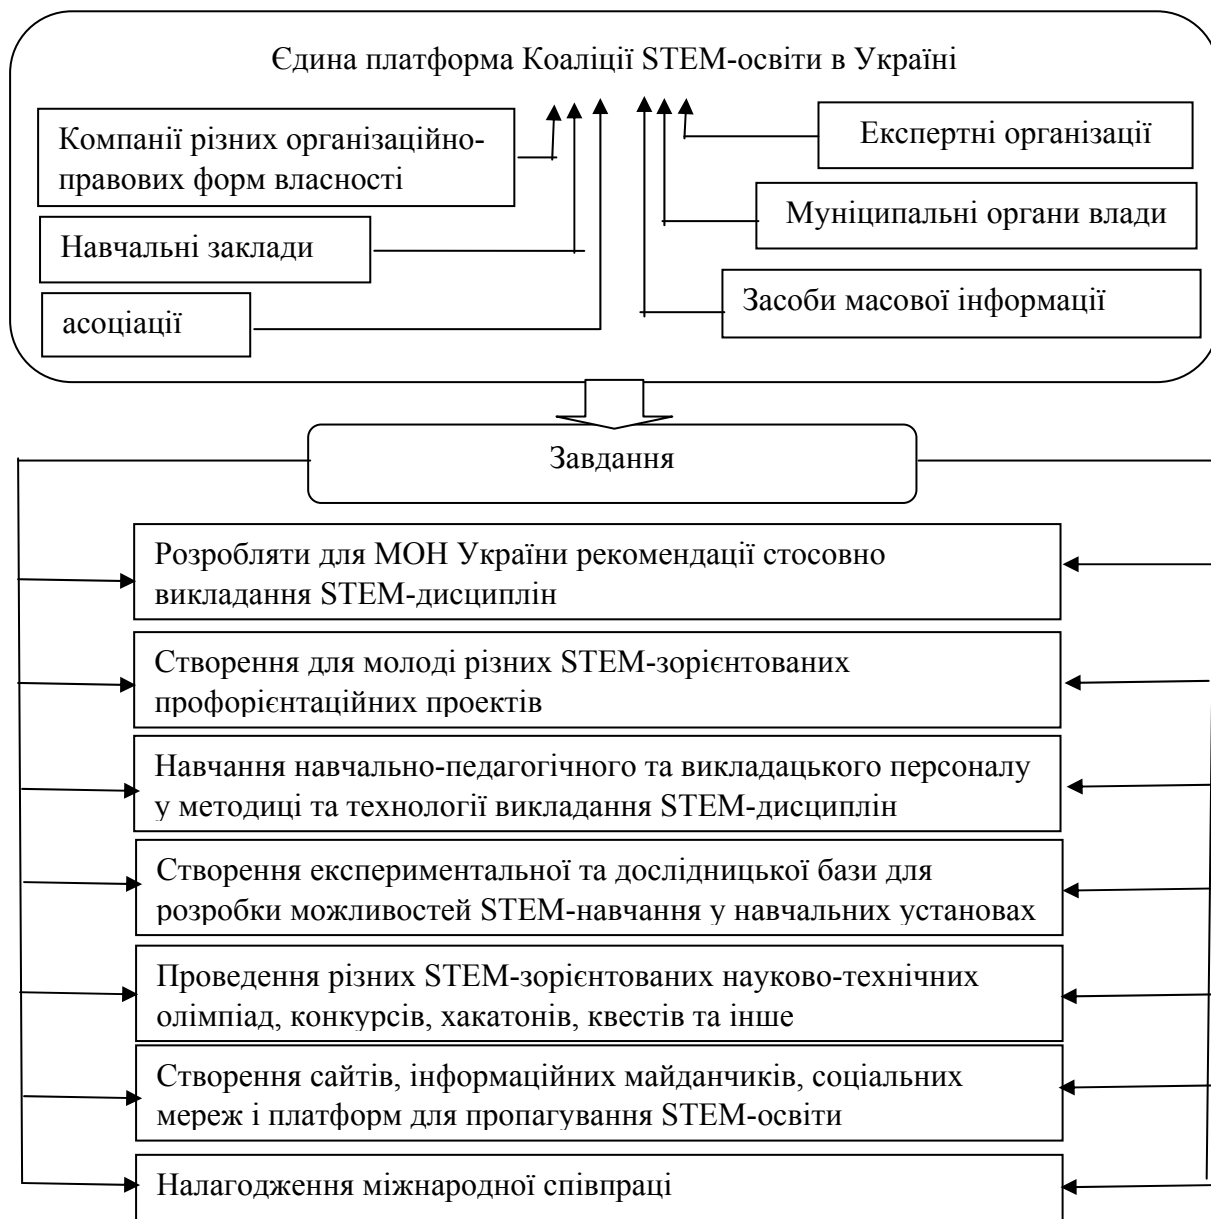 Єдина платформа Коаліції STEM-освіти в Україні
Компанії різних організаційно-
правових форм власності
Навчальні заклади
асоціації
Експертні організації
Муніципальні органи влади
Засоби масової інформації
Завдання
Розробляти для МОН України рекомендації стосовно
викладання STEM-дисциплін
Створення для молоді різних STEM-зорієнтованих
профорієнтаційних проектів
Навчання навчально-педагогічного та викладацького персоналу
у методиці та технології викладання STEM-дисциплін
Створення експериментальної та дослідницької бази для
розробки можливостей STEM-навчання у навчальних установах
Проведення різних STEM-зорієнтованих науково-технічних
олімпіад, конкурсів, хакатонів, квестів та інше
Створення сайтів, інформаційних майданчиків, соціальних
мереж і платформ для пропагування STEM-освіти
Налагодження міжнародної співпраці